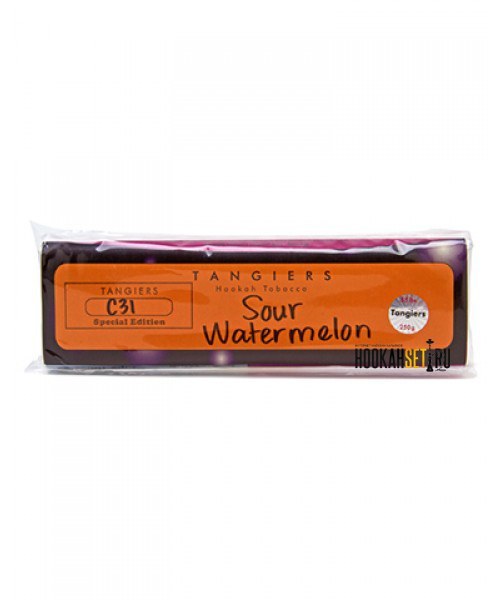 TANGIERS
Hookah Tobacco
TANGIERS
C31
Special Edition
Sour
Watermelon
Tangiers
250g
HOOKAHSET.RU